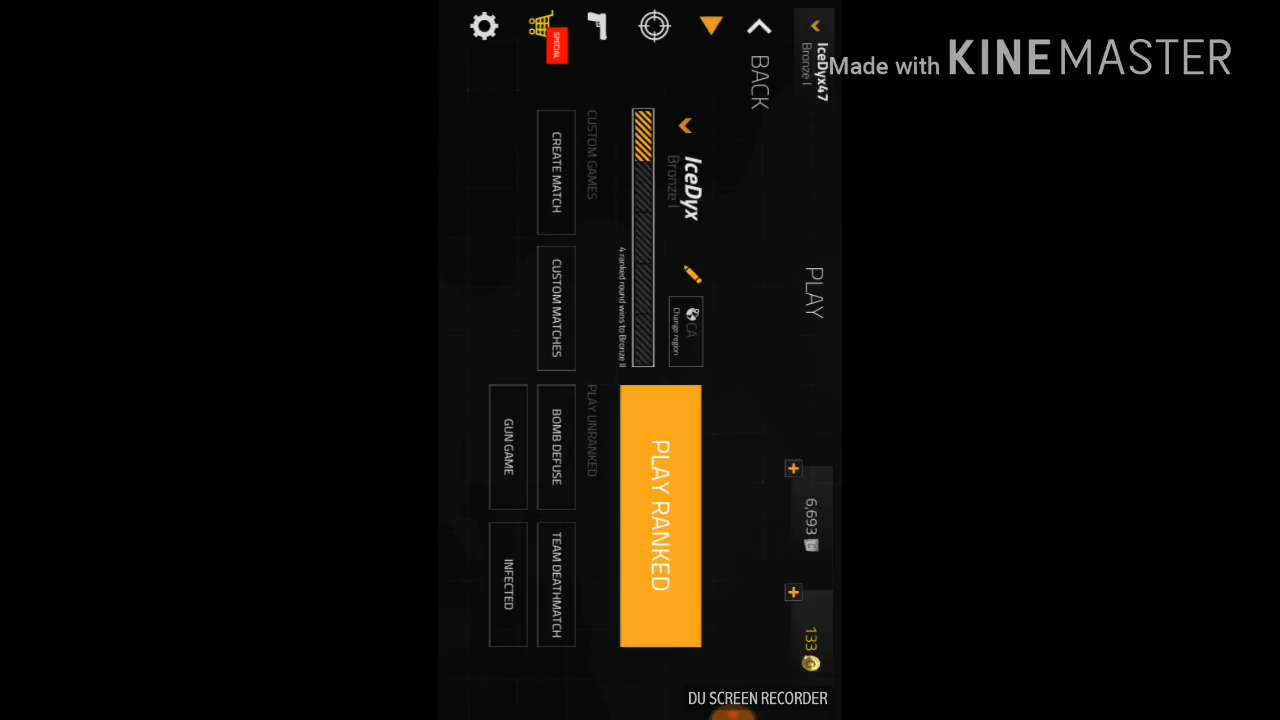 Made with KINEMASTER
IceDyx47
Bronze I
PLAY
6,693
133
BACK
IceDyx
Bronze I
CA
Change region
4 ranked round wins to Bronze II
PLAY RANKED
CUSTOM GAMES
PLAY UNRANKED
CREATE MATCH
CUSTOM MATCHES
BOMB DEFUSE
TEAM DEATHMATCH
GUN GAME
INFECTED
SPECIAL
DU SCREEN RECORDER